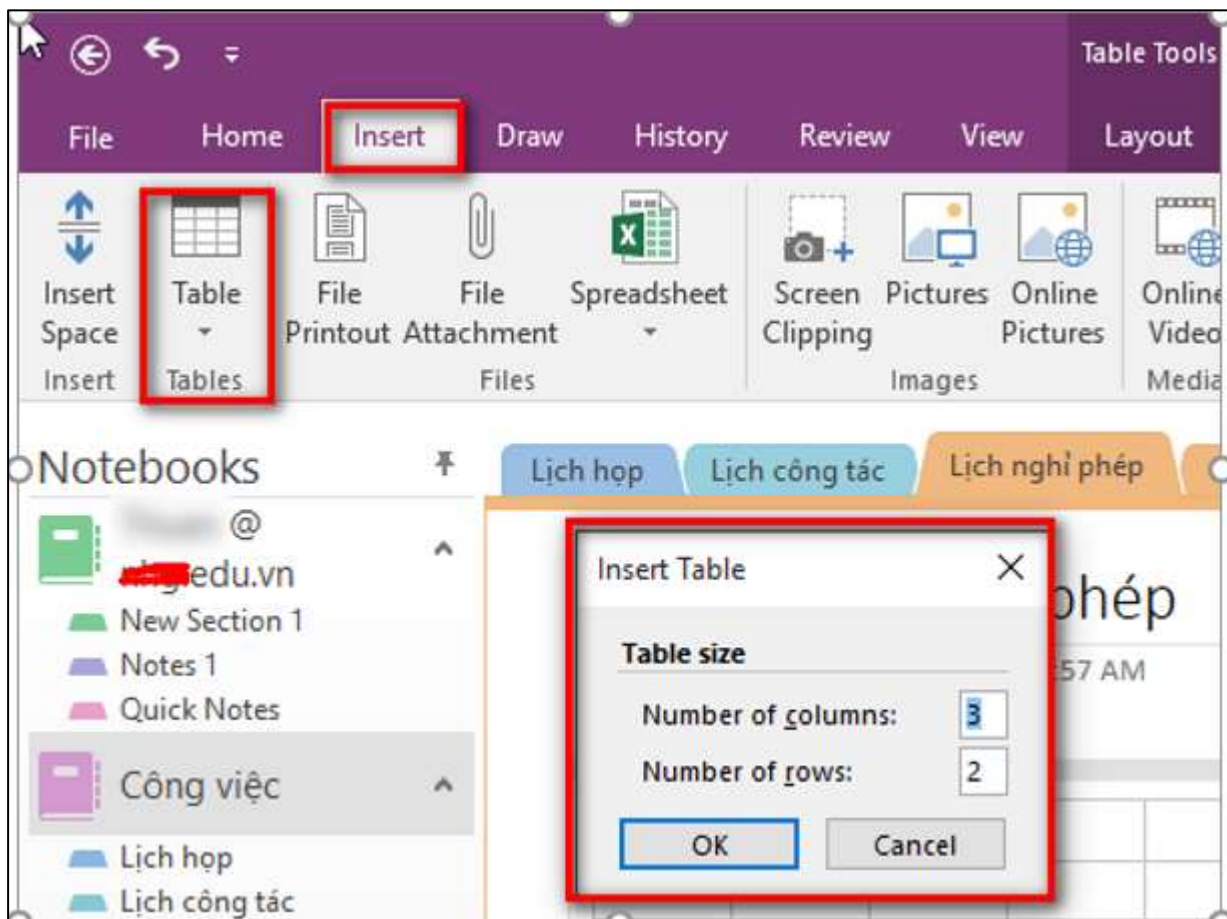 Table Tools
File Home Insert Draw History Review View Layout
Insert Space
Table
File Printout
File Attachment
Spreadsheet
Screen Clipping
Pictures
Online Pictures
Online Video
Insert Tables Files Images Media
Notebooks
Lịch họp Lịch công tác Lịch nghỉ phép
@
edu.vn
New Section 1
Notes 1
Quick Notes
Công việc
Lịch họp
Lịch công tác
phép
57 AM
Insert Table
Table size
Number of columns: 3
Number of rows: 2
OK Cancel